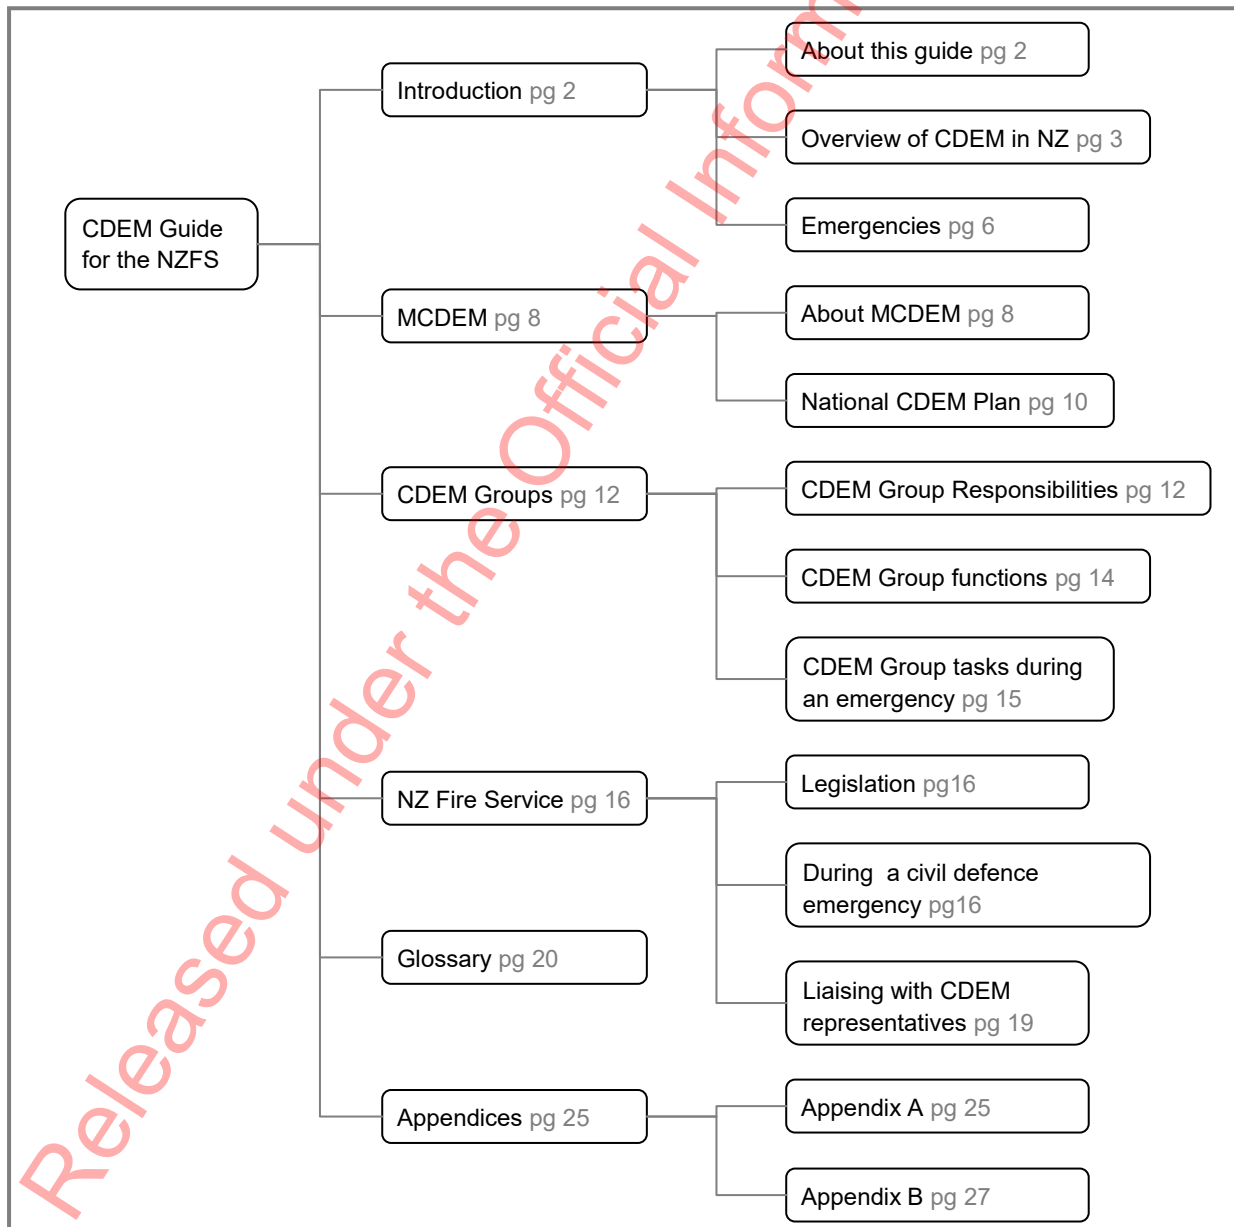 CDEM Guide
for the NZFS
Introduction pg 2
About this guide pg 2
Overview of CDEM in NZ pg 3
Emergencies pg 6
MCDEM pg 8
About MCDEM pg 8
National CDEM Plan pg 10
CDEM Groups pg 12
CDEM Group Responsibilities pg 12
CDEM Group functions pg 14
CDEM Group tasks during
an emergency pg 15
NZ Fire Service pg 16
Legislation pg16
During  a civil defence
emergency pg16
Liaising with CDEM
representatives pg 19
Glossary pg 20
Appendices pg 25
Appendix A pg 25
Appendix B pg 27
Released under the Official Inform